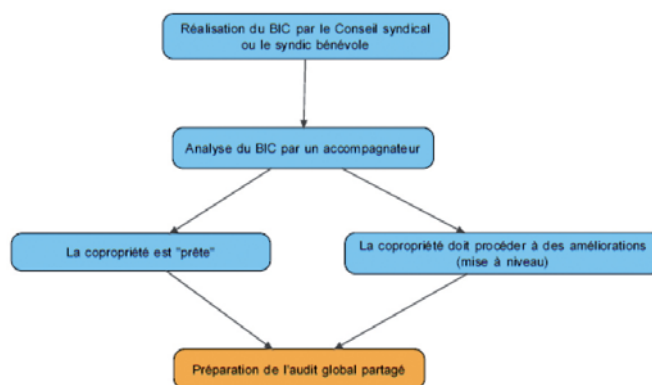 Réalisation du BIC par le Conseil syndical
ou le syndic bénévole
Analyse du BIC par un accompagnateur
La copropriété est "prête"
La copropriété doit procéder à des améliorations
(mise à niveau)
Préparation de l'audit global partagé